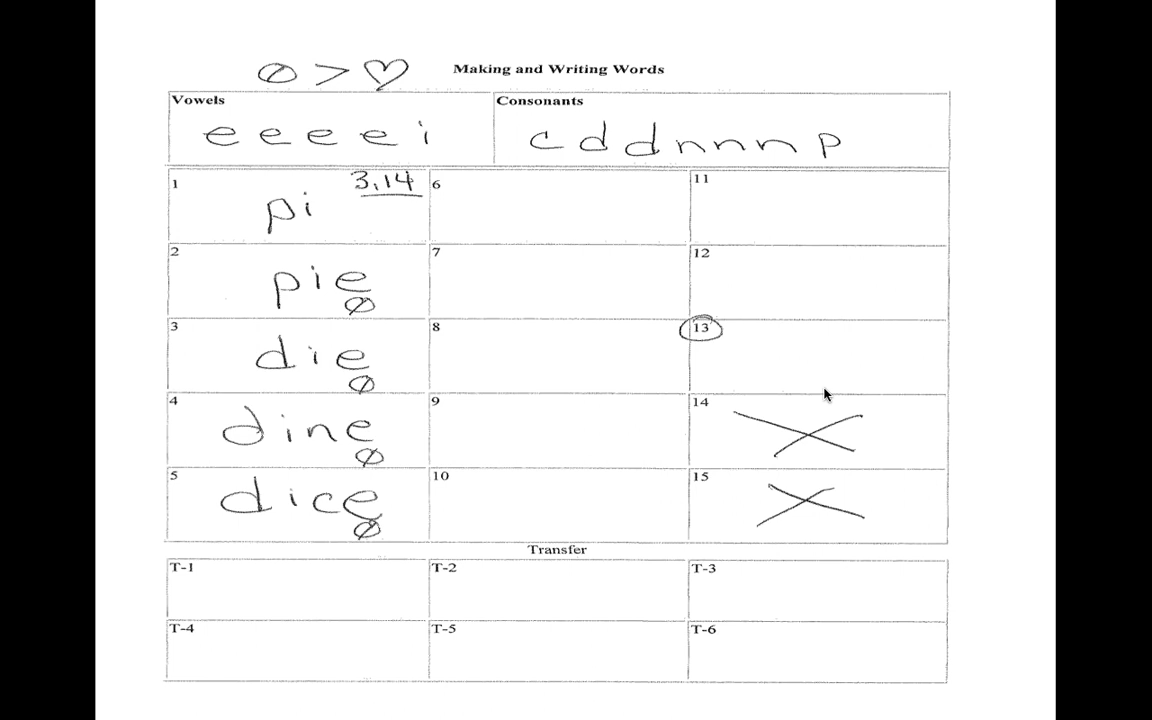 ∅ > ♡ Making and Writing Words
Vowels Consonants
e e e e i c d d n n n p
1 pi 3.14 6 11
2 pie 7 12
∅
3 die 8 13
∅
4 dine 9 14
∅
5 dice 10 15
∅
Transfer
T-1 T-2 T-3
T-4 T-5 T-6